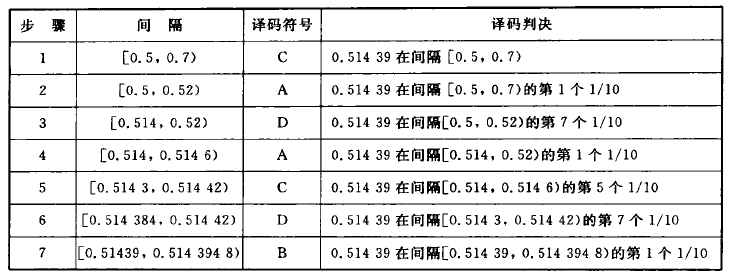 步 骤 间 隔 译码符号 译码判决
1 [0.5, 0.7) C 0.514 39 在间隔 [0.5, 0.7)
2 [0.5, 0.52) A 0.514 39 在间隔 [0.5, 0.7)的第 1 个 1/10
3 [0.514, 0.52) D 0.514 39 在间隔[0.5, 0.52)的第 7 个 1/10
4 [0.514, 0.514 6) A 0.514 39 在间隔[0.514, 0.52)的第 1 个 1/10
5 [0.514 3, 0.514 42) C 0.514 39 在间隔[0.514, 0.514 6)的第 5 个 1/10
6 [0.514 384, 0.514 42) D 0.514 39 在间隔[0.514 3, 0.514 42)的第 7 个 1/10
7 [0.51439, 0.514 394 8) B 0.514 39 在间隔[0.514 39, 0.514 394 8)的第 1 个 1/10